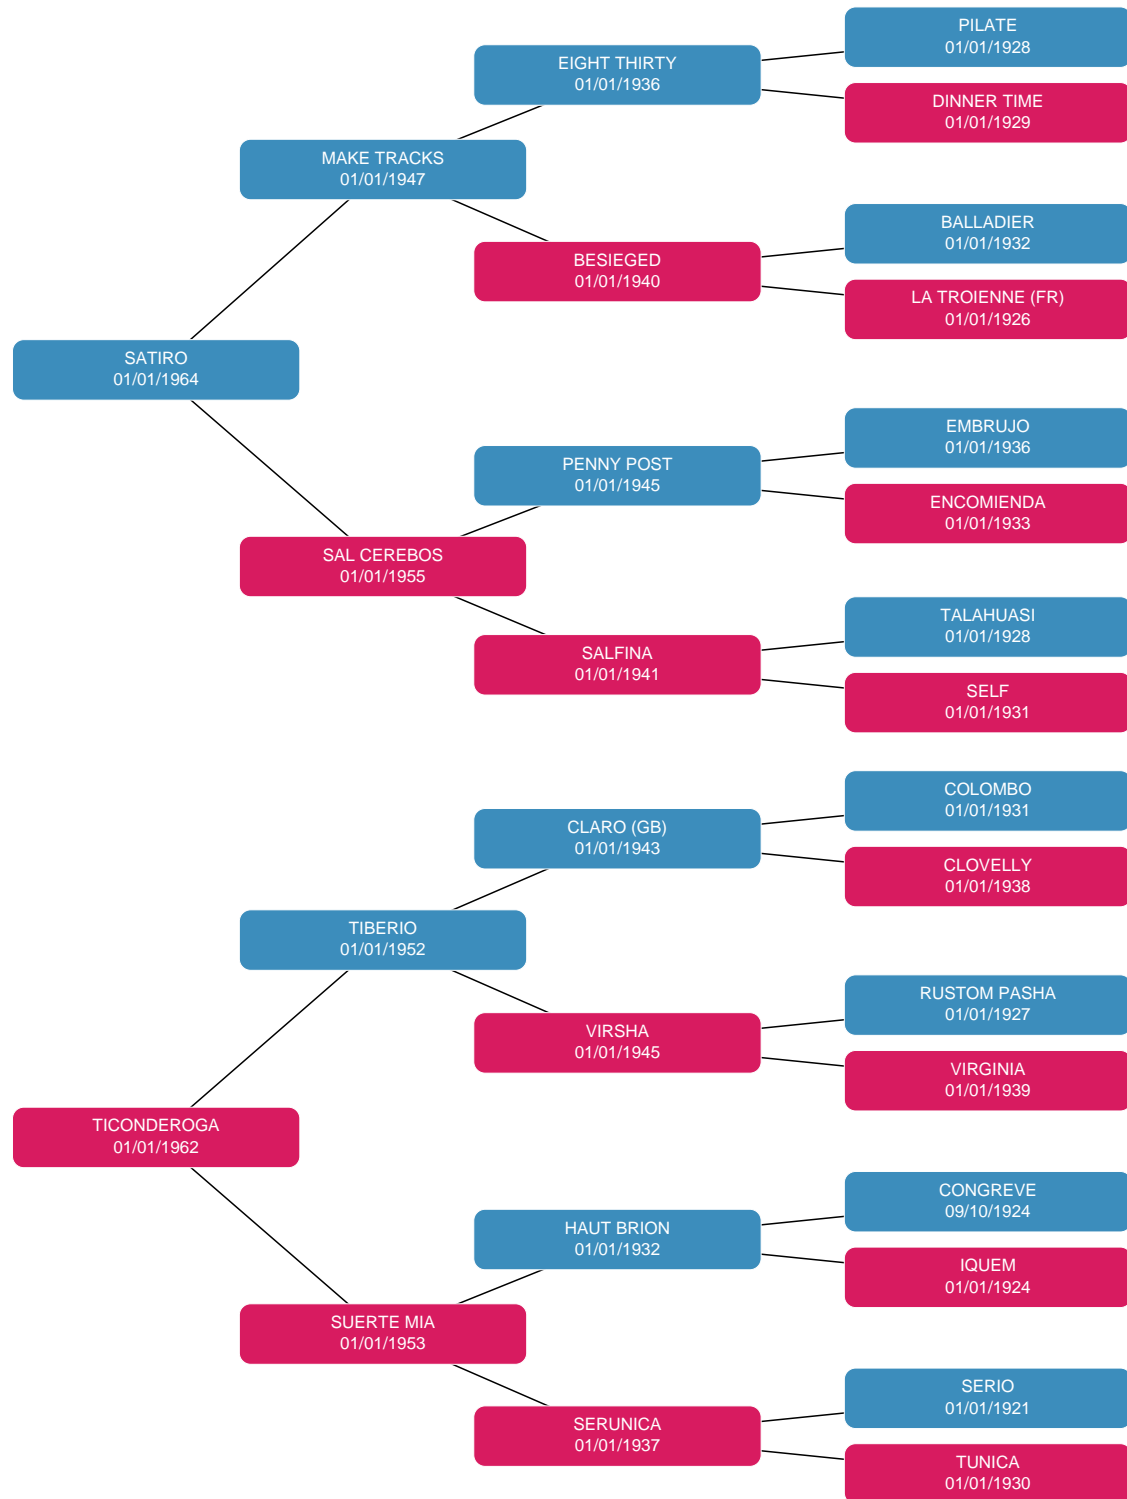 PILATE
01/01/1928
EIGHT THIRTY
01/01/1936
DINNER TIME
01/01/1929
MAKE TRACKS
01/01/1947
BALLADIER
01/01/1932
BESIEGED
01/01/1940
LA TROIENNE (FR)
01/01/1926
SATIRO
01/01/1964
EMBRUJO
01/01/1936
PENNY POST
01/01/1945
ENCOMIENDA
01/01/1933
SAL CEREBOS
01/01/1955
TALAHUASI
01/01/1928
SALFINA
01/01/1941
SELF
01/01/1931
COLOMBO
01/01/1931
CLARO (GB)
01/01/1943
CLOVELLY
01/01/1938
TIBERIO
01/01/1952
RUSTOM PASHA
01/01/1927
VIRSHA
01/01/1945
VIRGINIA
01/01/1939
TICONDEROGA
01/01/1962
CONGREVE
09/10/1924
HAUT BRION
01/01/1932
IQUEM
01/01/1924
SUERTE MIA
01/01/1953
SERIO
01/01/1921
SERUNICA
01/01/1937
TUNICA
01/01/1930